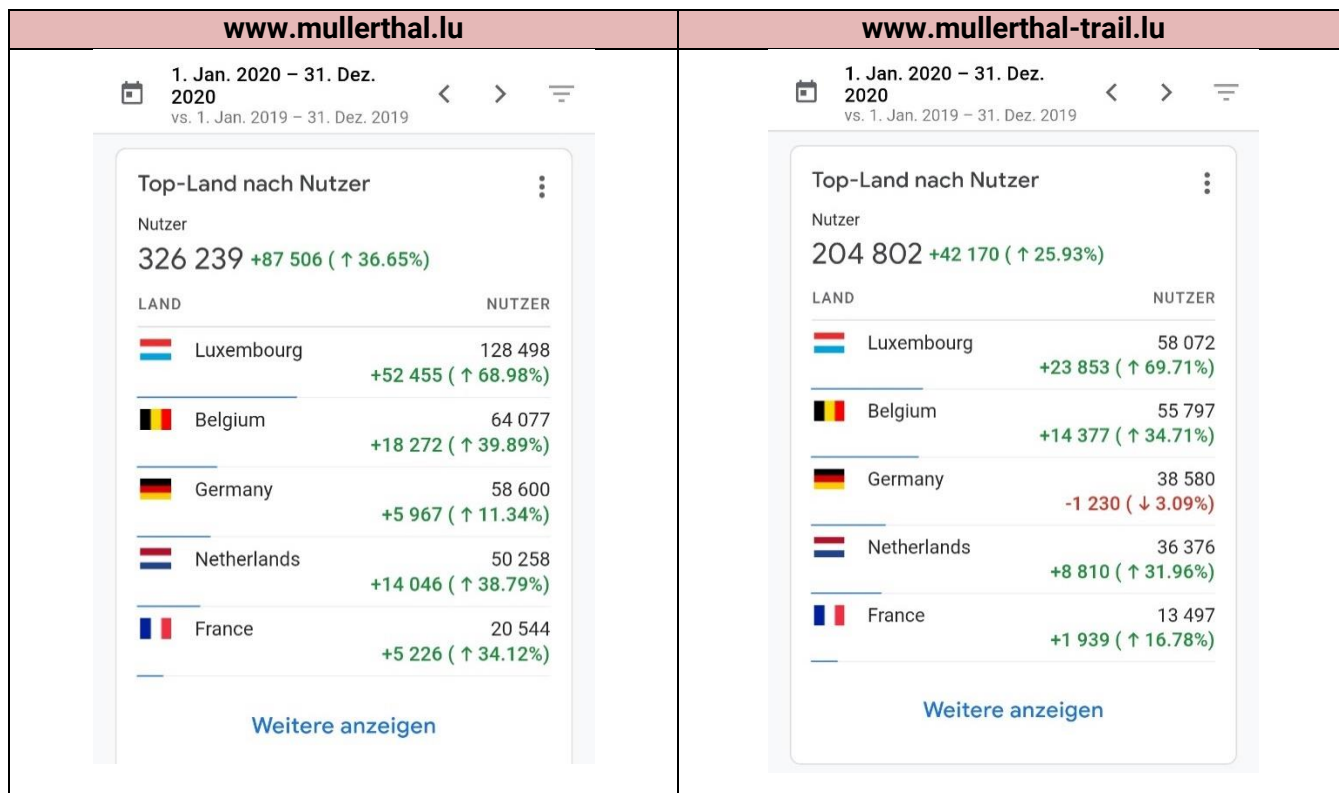 www.mullerthal.lu
1. Jan. 2020 – 31. Dez.
2020
vs. 1. Jan. 2019 – 31. Dez. 2019
Top-Land nach Nutzer
Nutzer
326 239 +87 506 ( ↑ 36.65%)
LAND NUTZER
Luxembourg 128 498
+52 455 ( ↑ 68.98%)
Belgium 64 077
+18 272 ( ↑ 39.89%)
Germany 58 600
+5 967 ( ↑ 11.34%)
Netherlands 50 258
+14 046 ( ↑ 38.79%)
France 20 544
+5 226 ( ↑ 34.12%)
Weitere anzeigen
www.mullerthal-trail.lu
1. Jan. 2020 – 31. Dez.
2020
vs. 1. Jan. 2019 – 31. Dez. 2019
Top-Land nach Nutzer
Nutzer
204 802 +42 170 ( ↑ 25.93%)
LAND NUTZER
Luxembourg 58 072
+23 853 ( ↑ 69.71%)
Belgium 55 797
+14 377 ( ↑ 34.71%)
Germany 38 580
-1 230 ( ↓ 3.09%)
Netherlands 36 376
+8 810 ( ↑ 31.96%)
France 13 497
+1 939 ( ↑ 16.78%)
Weitere anzeigen